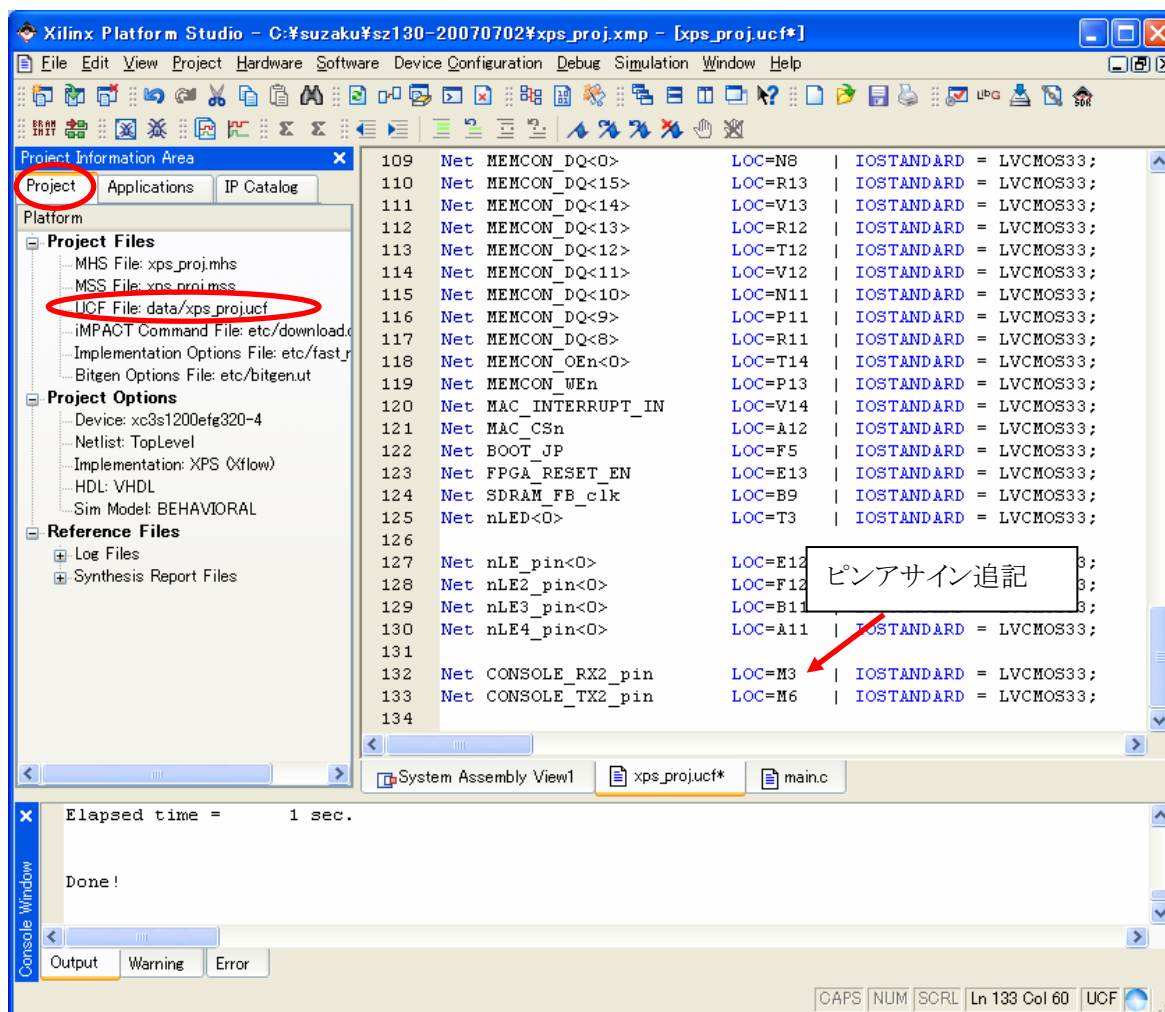 Xilinx Platform Studio - C:¥suzaku¥sz130-20070702¥xps_proj.xmp - [xps_proj.ucf*]
File Edit View Project Hardware Software Device Configuration Debug Simulation Window Help
Project Information Area
Project Applications IP Catalog
Platform
Project Files
MHS File: xps_proj.mhs
MSS File: xps_proj.mss
UCF File: data/xps_proj.ucf
iMPACT Command File: etc/download.c
Implementation Options File: etc/fast_r
Bitgen Options File: etc/bitgen.ut
Project Options
Device: xc3s1200efg320-4
Netlist: TopLevel
Implementation: XPS (Xflow)
HDL: VHDL
Sim Model: BEHAVIORAL
Reference Files
Log Files
Synthesis Report Files
109 Net MEMCON_DQ<0> LOC=N8 | IOSTANDARD = LVCMOS33;
110 Net MEMCON_DQ<15> LOC=R13 | IOSTANDARD = LVCMOS33;
111 Net MEMCON_DQ<14> LOC=V13 | IOSTANDARD = LVCMOS33;
112 Net MEMCON_DQ<13> LOC=R12 | IOSTANDARD = LVCMOS33;
113 Net MEMCON_DQ<12> LOC=T12 | IOSTANDARD = LVCMOS33;
114 Net MEMCON_DQ<11> LOC=V12 | IOSTANDARD = LVCMOS33;
115 Net MEMCON_DQ<10> LOC=N11 | IOSTANDARD = LVCMOS33;
116 Net MEMCON_DQ<9> LOC=P11 | IOSTANDARD = LVCMOS33;
117 Net MEMCON_DQ<8> LOC=R11 | IOSTANDARD = LVCMOS33;
118 Net MEMCON_OEn<0> LOC=T14 | IOSTANDARD = LVCMOS33;
119 Net MEMCON_WEn LOC=P13 | IOSTANDARD = LVCMOS33;
120 Net MAC_INTERRUPT_IN LOC=V14 | IOSTANDARD = LVCMOS33;
121 Net MAC_CSn LOC=A12 | IOSTANDARD = LVCMOS33;
122 Net BOOT_JP LOC=F5 | IOSTANDARD = LVCMOS33;
123 Net FPGA_RESET_EN LOC=E13 | IOSTANDARD = LVCMOS33;
124 Net SDRAM_FB_clk LOC=B9 | IOSTANDARD = LVCMOS33;
125 Net nLED<0> LOC=T3 | IOSTANDARD = LVCMOS33;
126
127 Net nLE_pin<0> LOC=E12 3;
128 Net nLE2_pin<0> LOC=F12 3;
129 Net nLE3_pin<0> LOC=B11 3;
130 Net nLE4_pin<0> LOC=A11 | IOSTANDARD = LVCMOS33;
131
132 Net CONSOLE_RX2_pin LOC=M3 | IOSTANDARD = LVCMOS33;
133 Net CONSOLE_TX2_pin LOC=M6 | IOSTANDARD = LVCMOS33;
134
ピンアサイン追記
System Assembly View1 xps_proj.ucf* main.c
Elapsed time = 1 sec.
Done!
Console Window
Output Warning Error
CAPS NUM SCRL Ln 133 Col 60 UCF